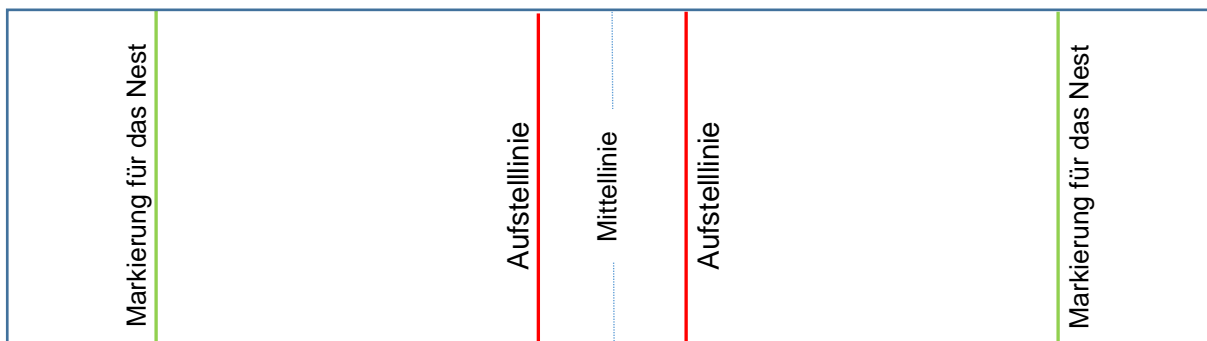 Markierung für das Nest
Aufstelllinie
Mittellinie
Aufstelllinie
Markierung für das Nest